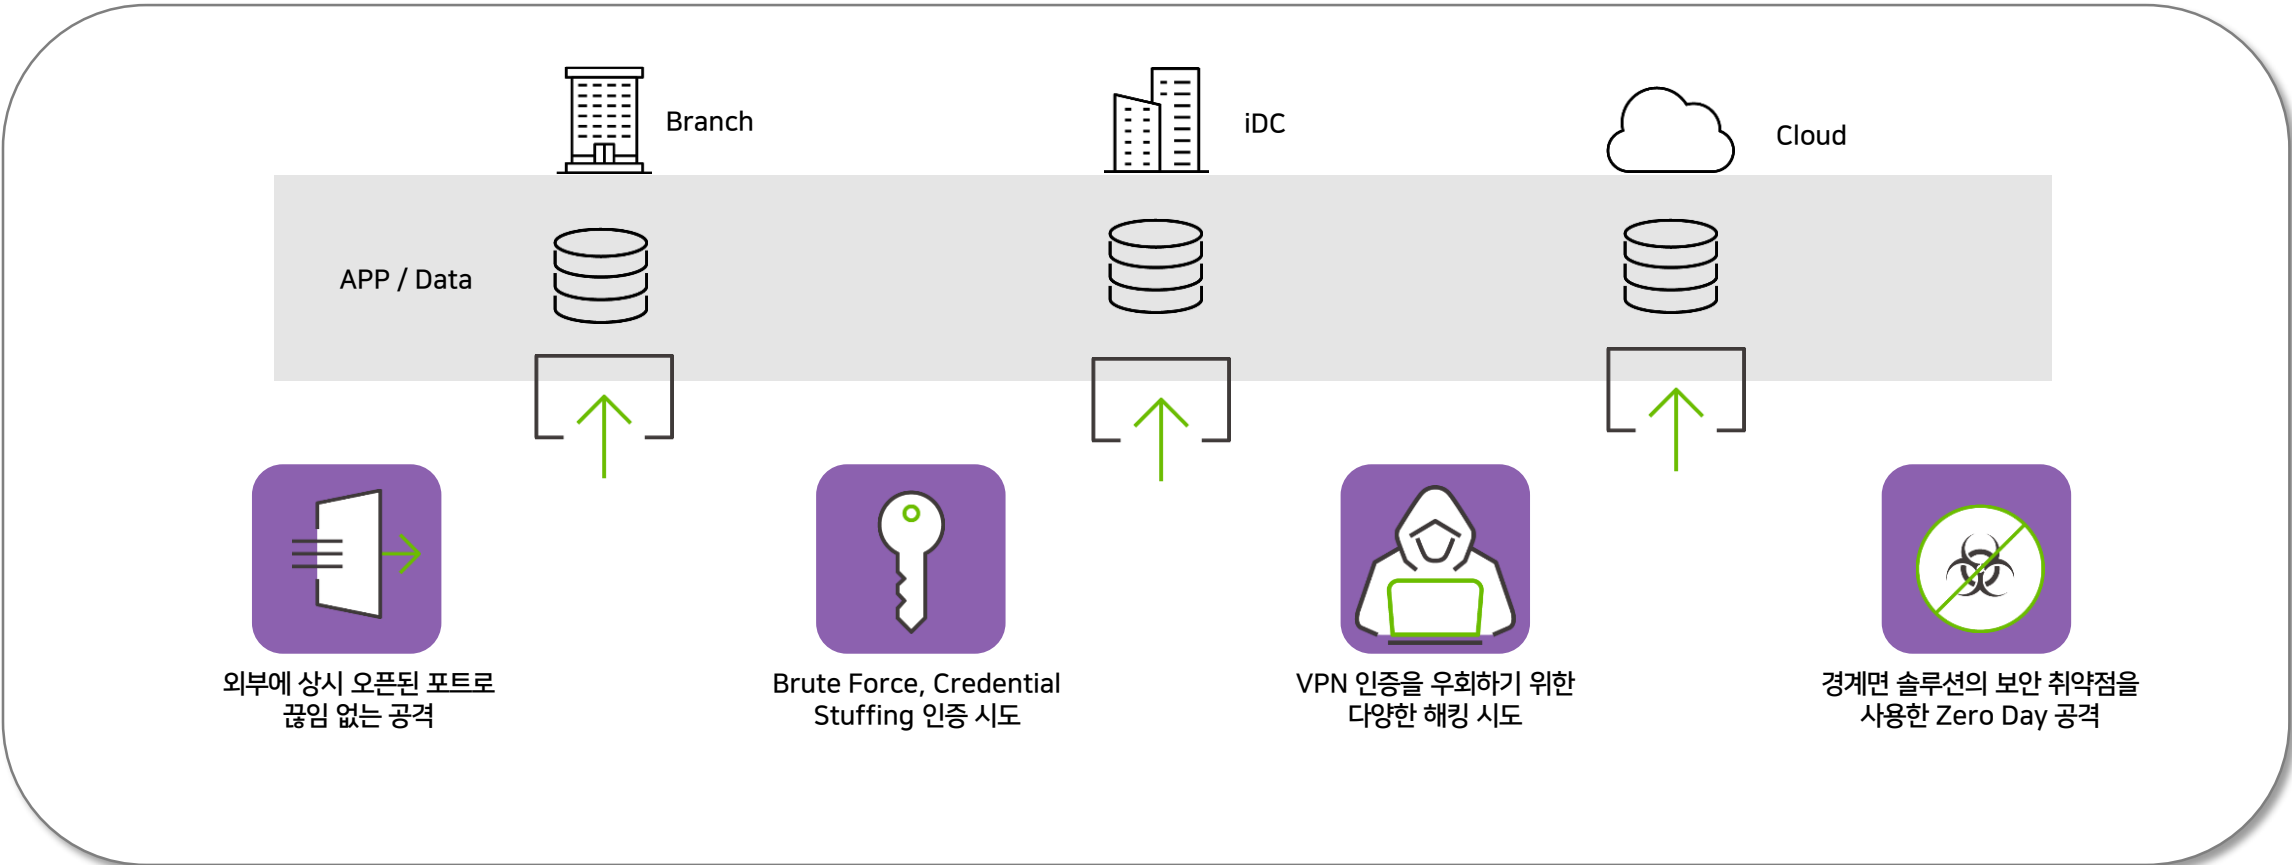 Branch
iDC
Cloud
APP / Data
외부에 상시 오픈된 포트로
끊임 없는 공격
Brute Force, Credential
Stuffing 인증 시도
VPN 인증을 우회하기 위한
다양한 해킹 시도
경계면 솔루션의 보안 취약점을
사용한 Zero Day 공격